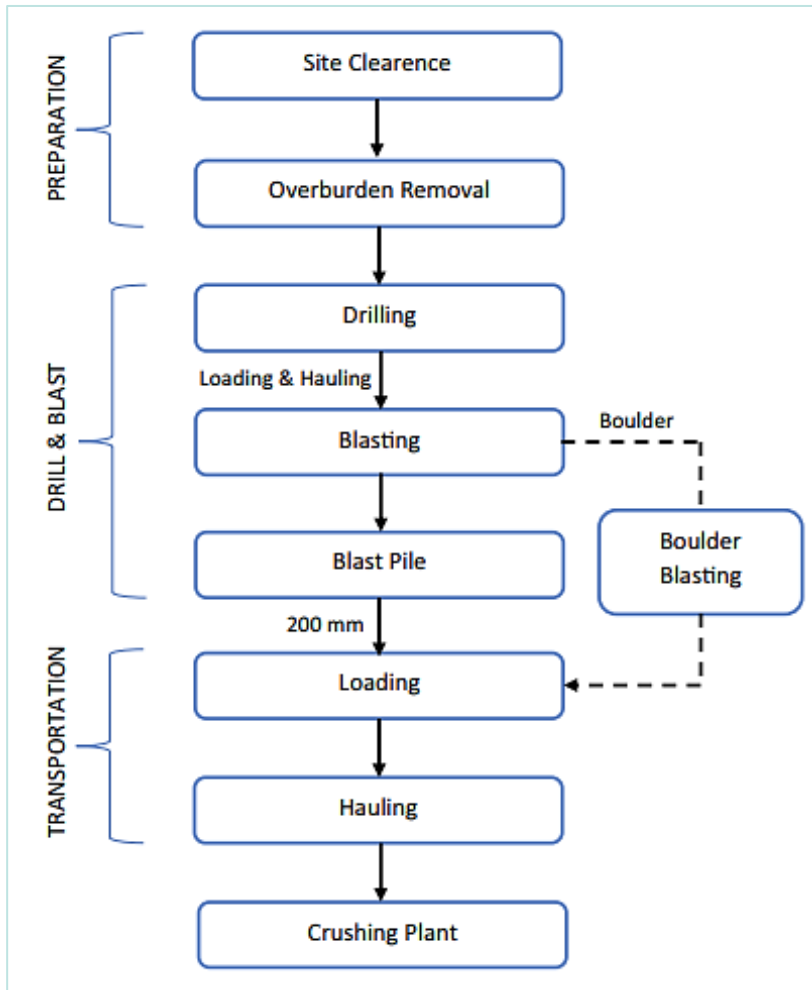 PREPARATION
Site Clearence
Overburden Removal
DRILL & BLAST
Drilling
Loading & Hauling
Blasting
Boulder
Boulder
Blasting
Blast Pile
200 mm
TRANSPORTATION
Loading
Hauling
Crushing Plant